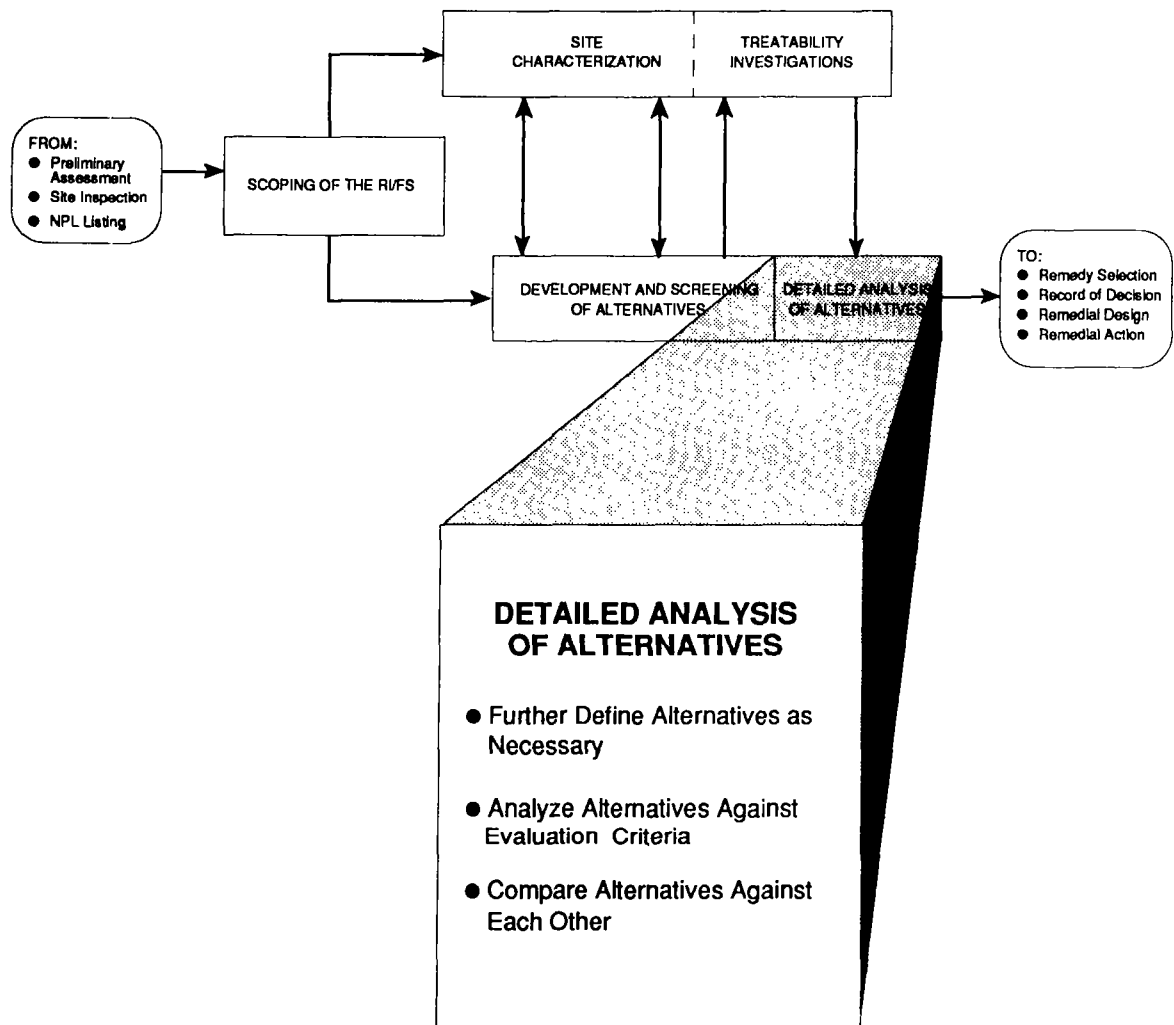 SITE
CHARACTERIZATION
TREATABILITY
INVESTIGATIONS
FROM:
● Preliminary
Assessment
● Site Inspection
● NPL Listing
SCOPING OF THE RI/FS
DEVELOPMENT AND SCREENING
OF ALTERNATIVES
DETAILED ANALYSIS
OF ALTERNATIVES
TO:
● Remedy Selection
● Record of Decision
● Remedial Design
● Remedial Action
DETAILED ANALYSIS
OF ALTERNATIVES
● Further Define Alternatives as
Necessary
● Analyze Alternatives Against
Evaluation Criteria
● Compare Alternatives Against
Each Other